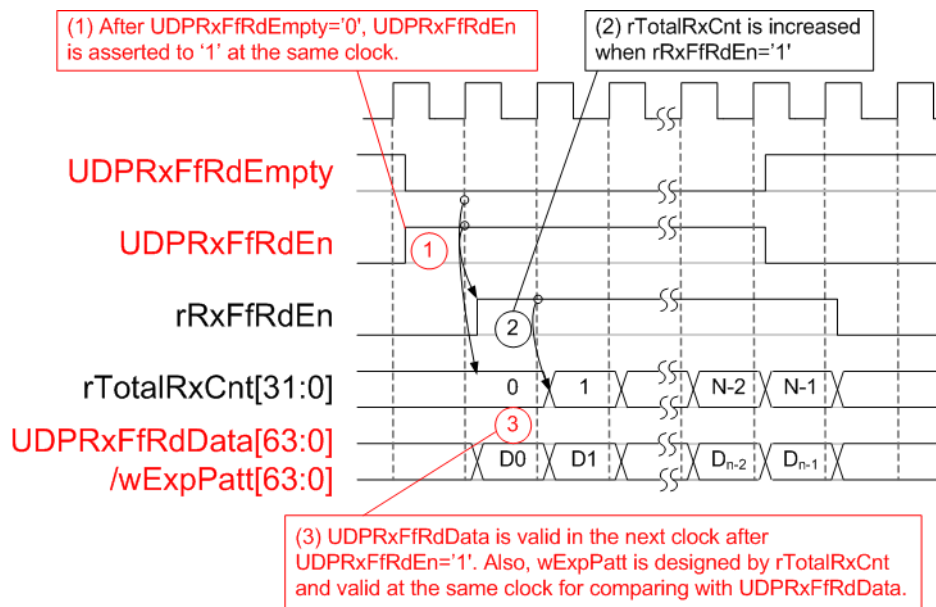 (1) After UDPRxFfRdEmpty='0', UDPRxFfRdEn
is asserted to ‘1’ at the same clock.
(2) rTotalRxCnt is increased
when rRxFfRdEn=’1'
UDPRxFfRdEmpty
UDPRxFfRdEn
1
rRxFfRdEn
2
rTotalRxCnt[31:0]
0 1 N-2 N-1
3
UDPRxFfRdData[63:0]
/wExpPatt[63:0]
D0 D1 Dn-2 Dn-1
(3) UDPRxFfRdData is valid in the next clock after
UDPRxFfRdEn='1'. Also, wExpPatt is designed by rTotalRxCnt
and valid at the same clock for comparing with UDPRxFfRdData.